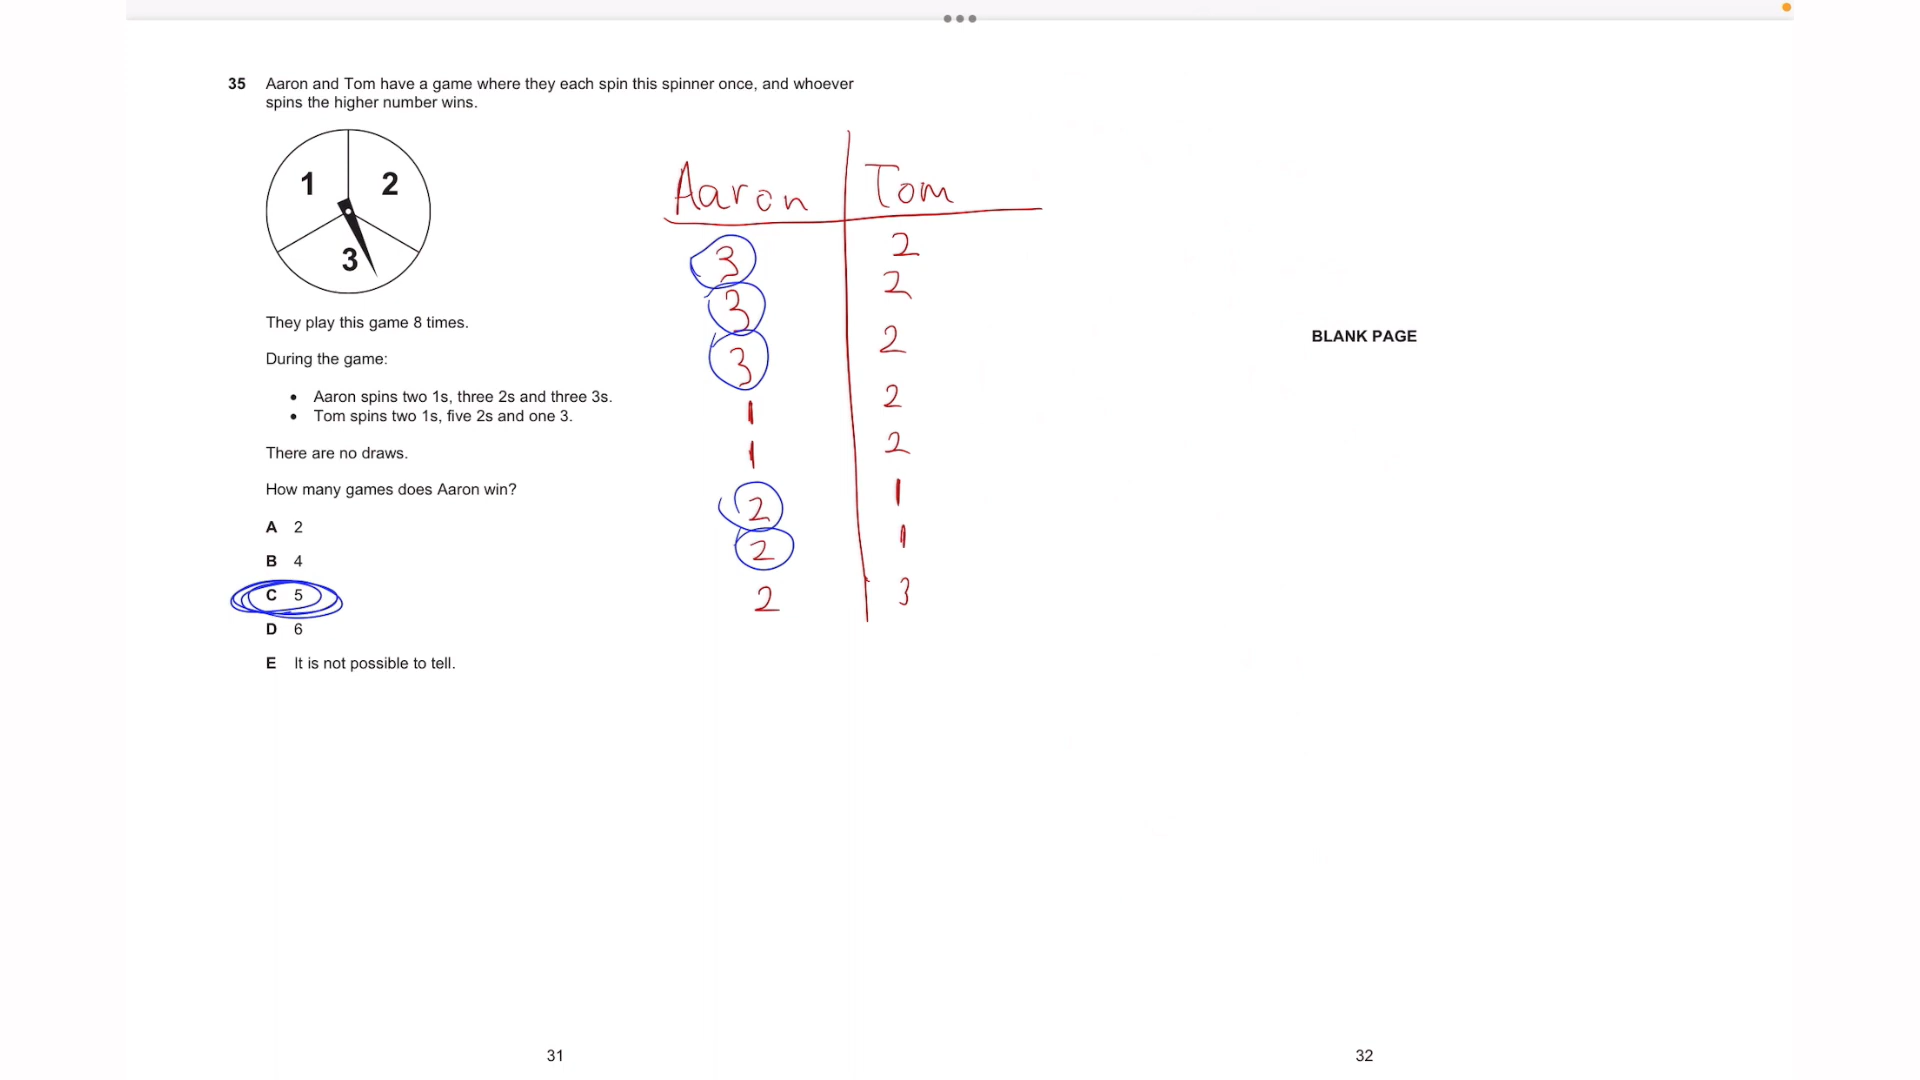 35 Aaron and Tom have a game where they each spin this spinner once, and whoever
spins the higher number wins.
1 2
3
They play this game 8 times.
During the game:
• Aaron spins two 1s, three 2s and three 3s.
• Tom spins two 1s, five 2s and one 3.
There are no draws.
How many games does Aaron win?
A 2
B 4
C 5
D 6
E It is not possible to tell.
Aaron Tom
3 2
3 2
3 2
1 2
1 2
2 1
2 1
2 3
31
BLANK PAGE
32